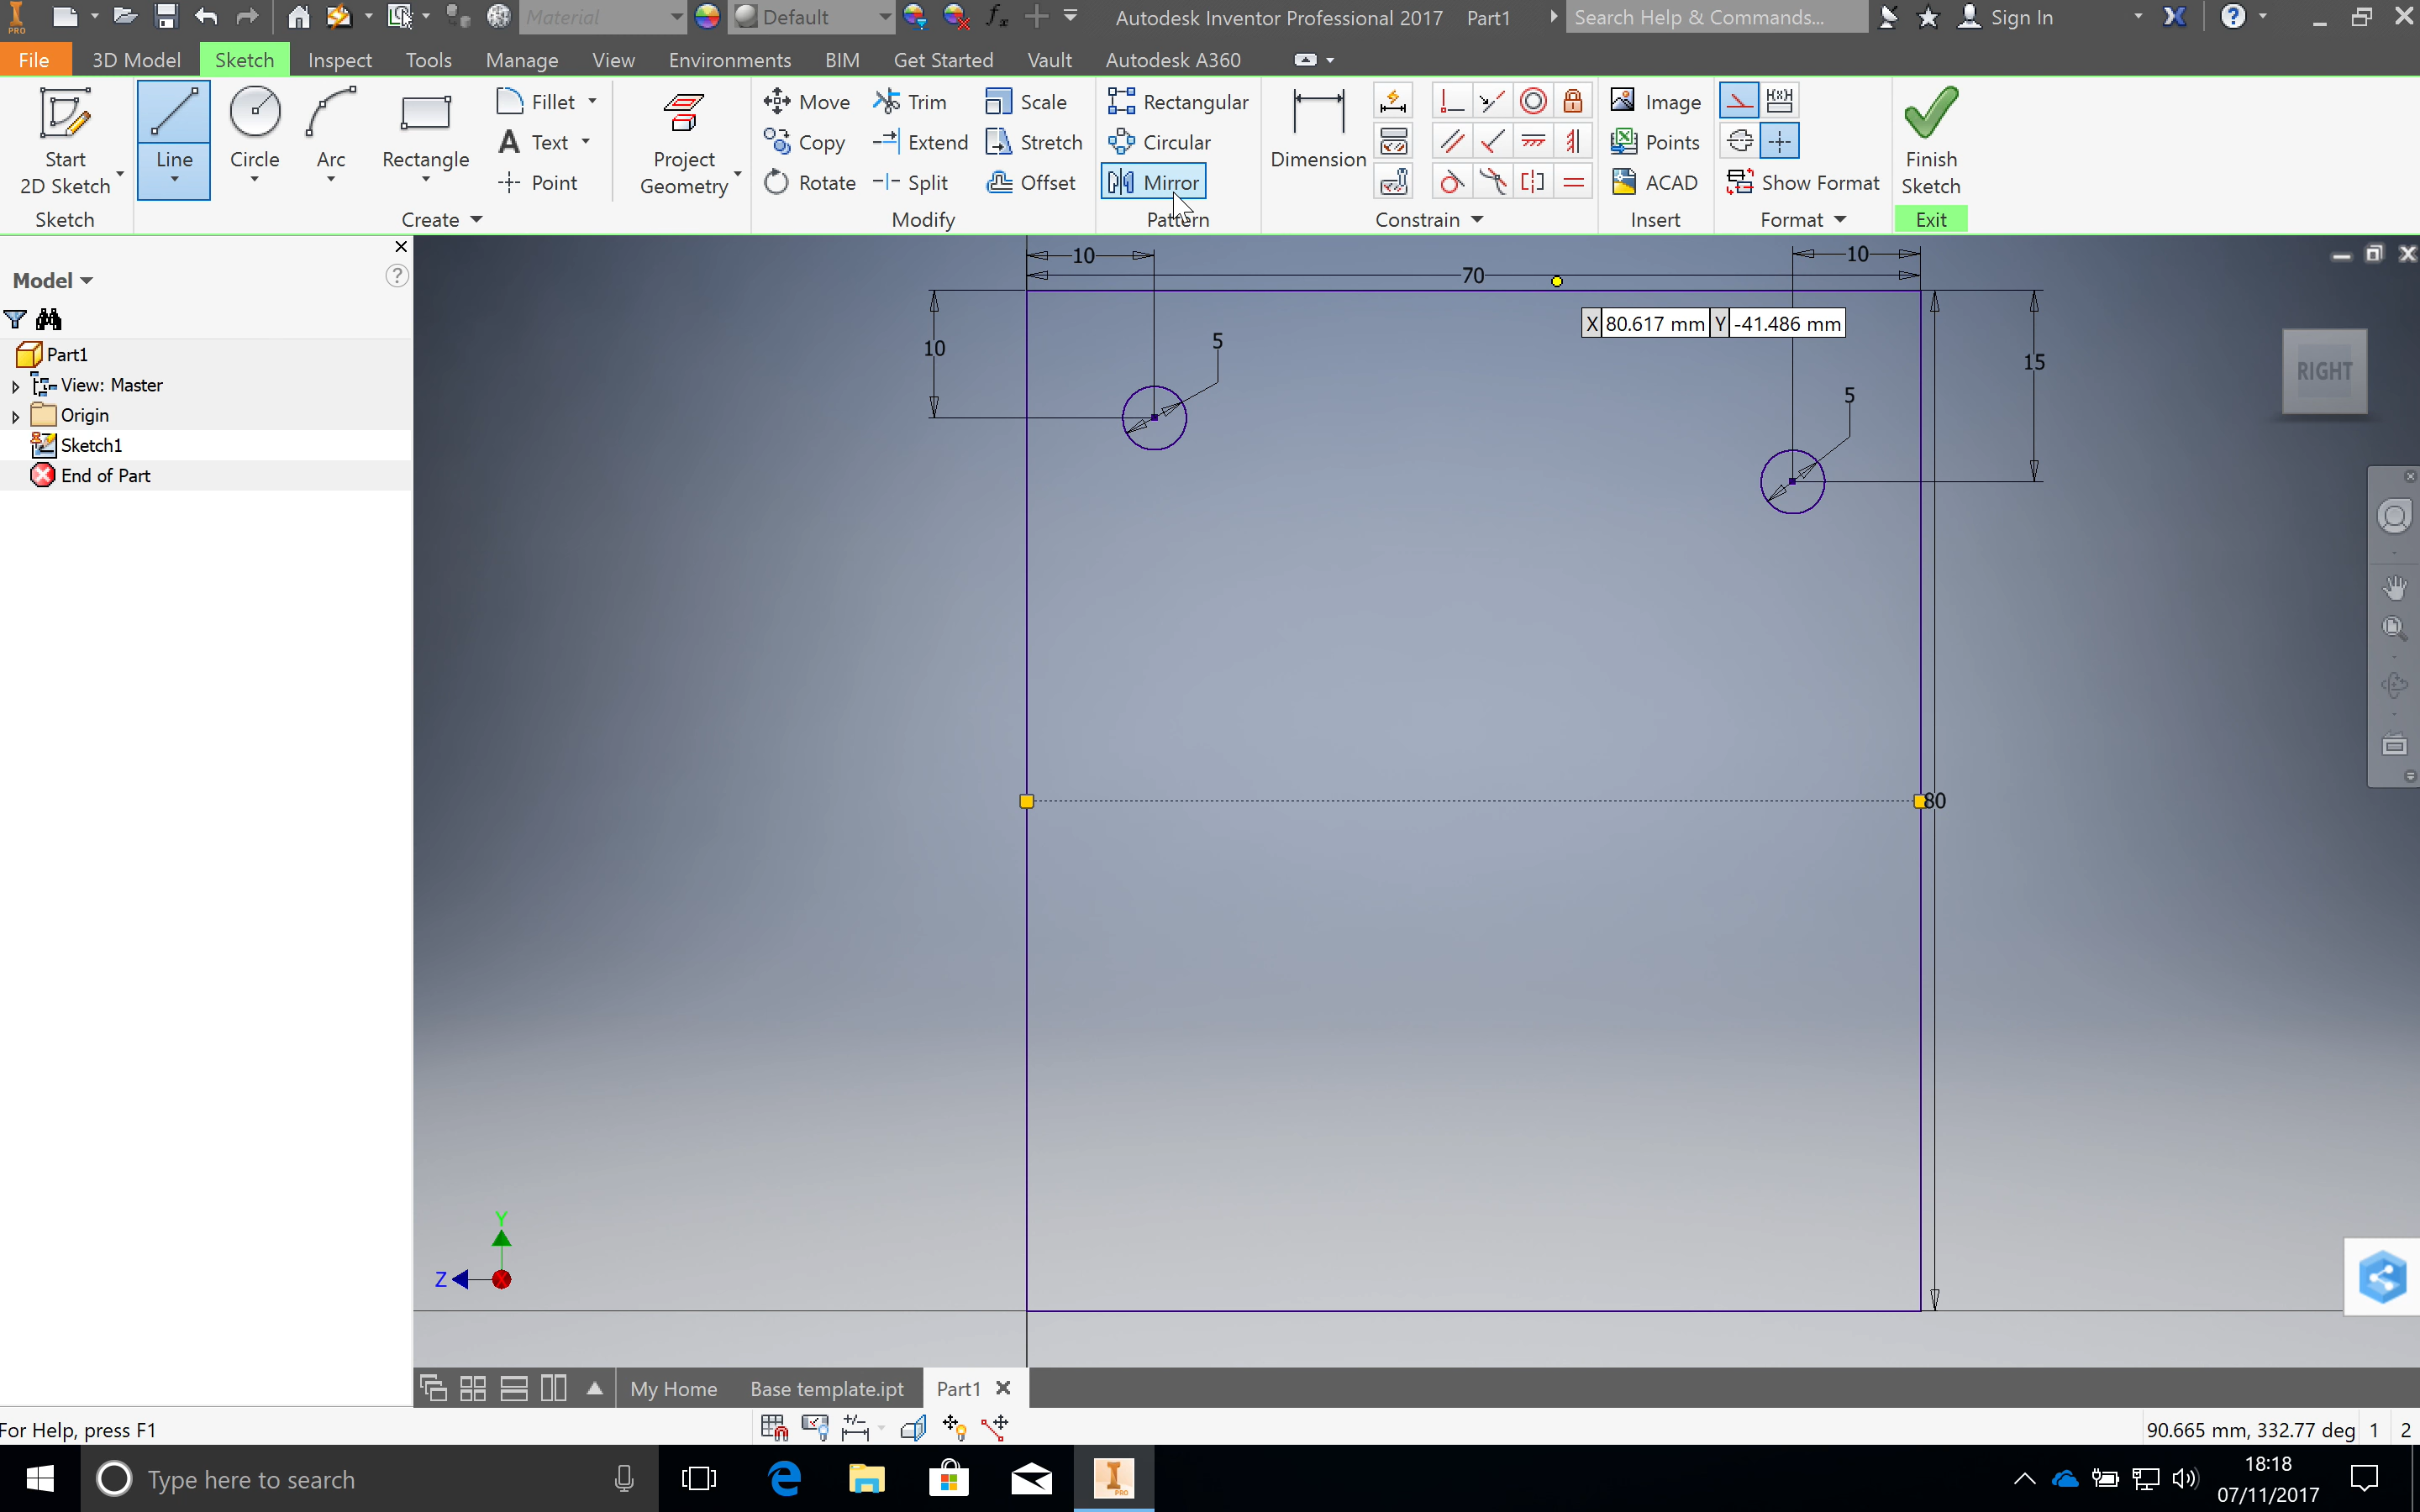 PRO
Material
Default
fx
Autodesk Inventor Professional 2017 Part1
Search Help & Commands...
Sign In
File 3D Model Sketch Inspect Tools Manage View Environments BIM Get Started Vault Autodesk A360
Start
2D Sketch
Line
Circle
Arc
Rectangle
Fillet
Text
Point
Project
Geometry
Move
Copy
Rotate
Trim
Extend
Split
Scale
Stretch
Offset
Rectangular
Circular
Mirror
Dimension
Image
Points
ACAD
Show Format
Finish
Sketch
Sketch Create Modify Pattern Constrain Insert Format Exit
Model
Part1
View: Master
Origin
Sketch1
End of Part
10
10
70
X 80.617 mm Y -41.486 mm
10
5
15
5
RIGHT
80
Y
Z
X
My Home Base template.ipt Part1
For Help, press F1
90.665 mm, 332.77 deg 1 2
Type here to search
PRO
18:18
07/11/2017